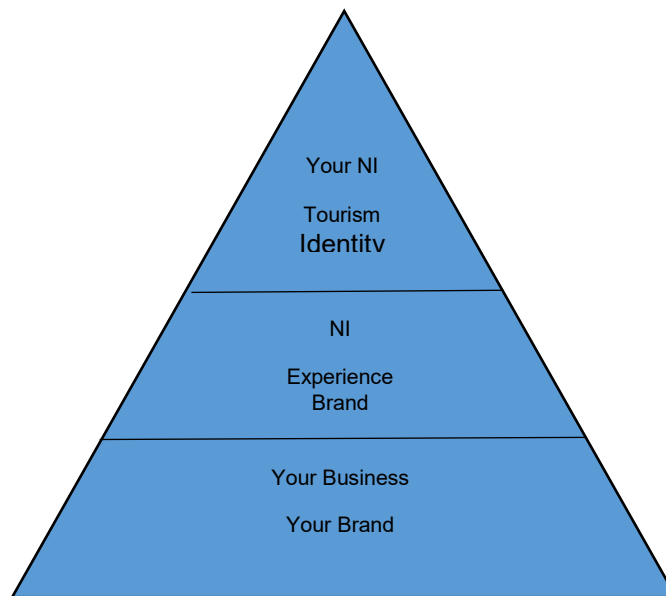 Your NI
Tourism
Identity
NI
Experience
Brand
Your Business
Your Brand